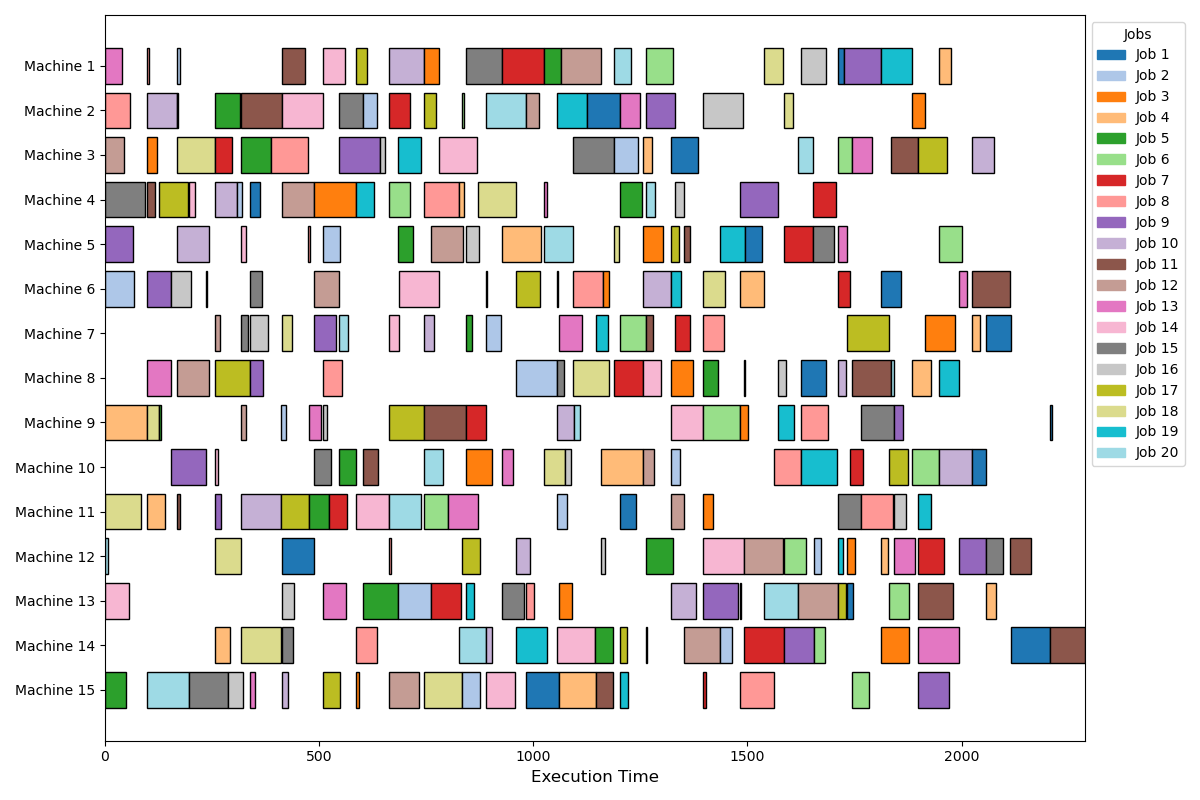 Machine 1
Machine 2
Machine 3
Machine 4
Machine 5
Machine 6
Machine 7
Machine 8
Machine 9
Machine 10
Machine 11
Machine 12
Machine 13
Machine 14
Machine 15
0 500 1000 1500 2000
Execution Time
Jobs
Job 1
Job 2
Job 3
Job 4
Job 5
Job 6
Job 7
Job 8
Job 9
Job 10
Job 11
Job 12
Job 13
Job 14
Job 15
Job 16
Job 17
Job 18
Job 19
Job 20